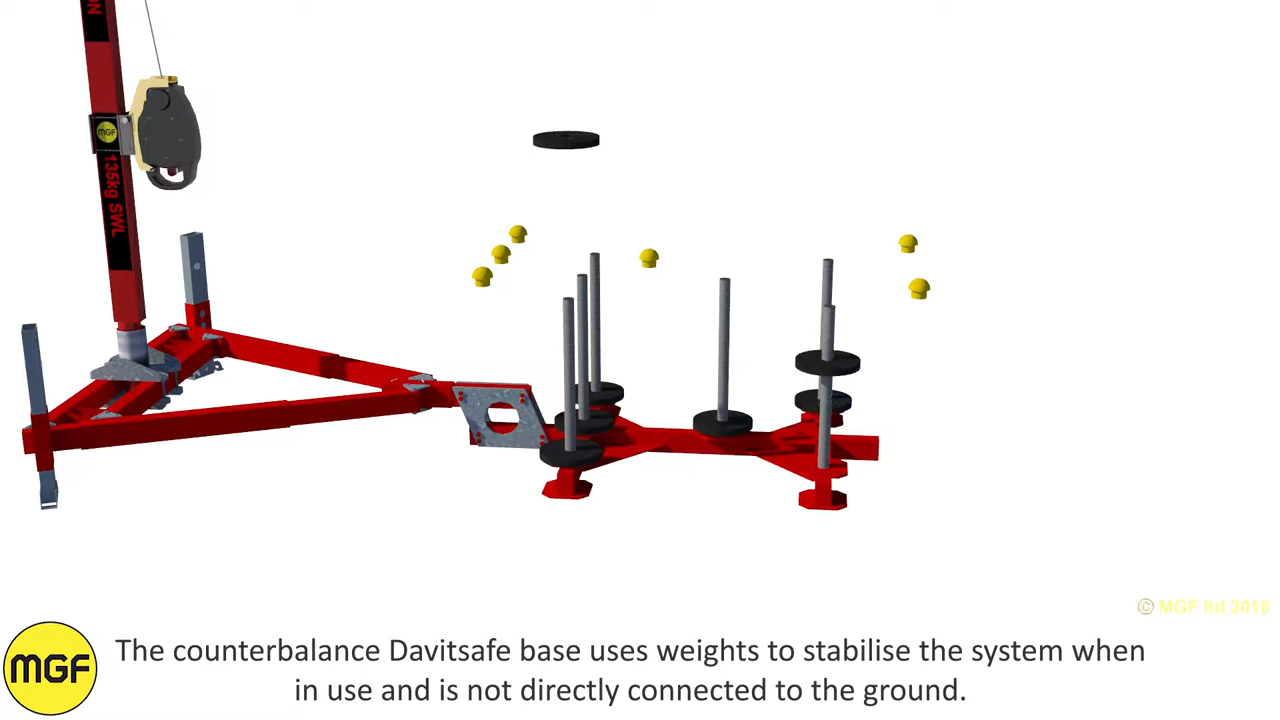 ON
MGF
135kg SWL
© MGF ltd 2018
MGF
The counterbalance Davitsafe base uses weights to stabilise the system when
in use and is not directly connected to the ground.